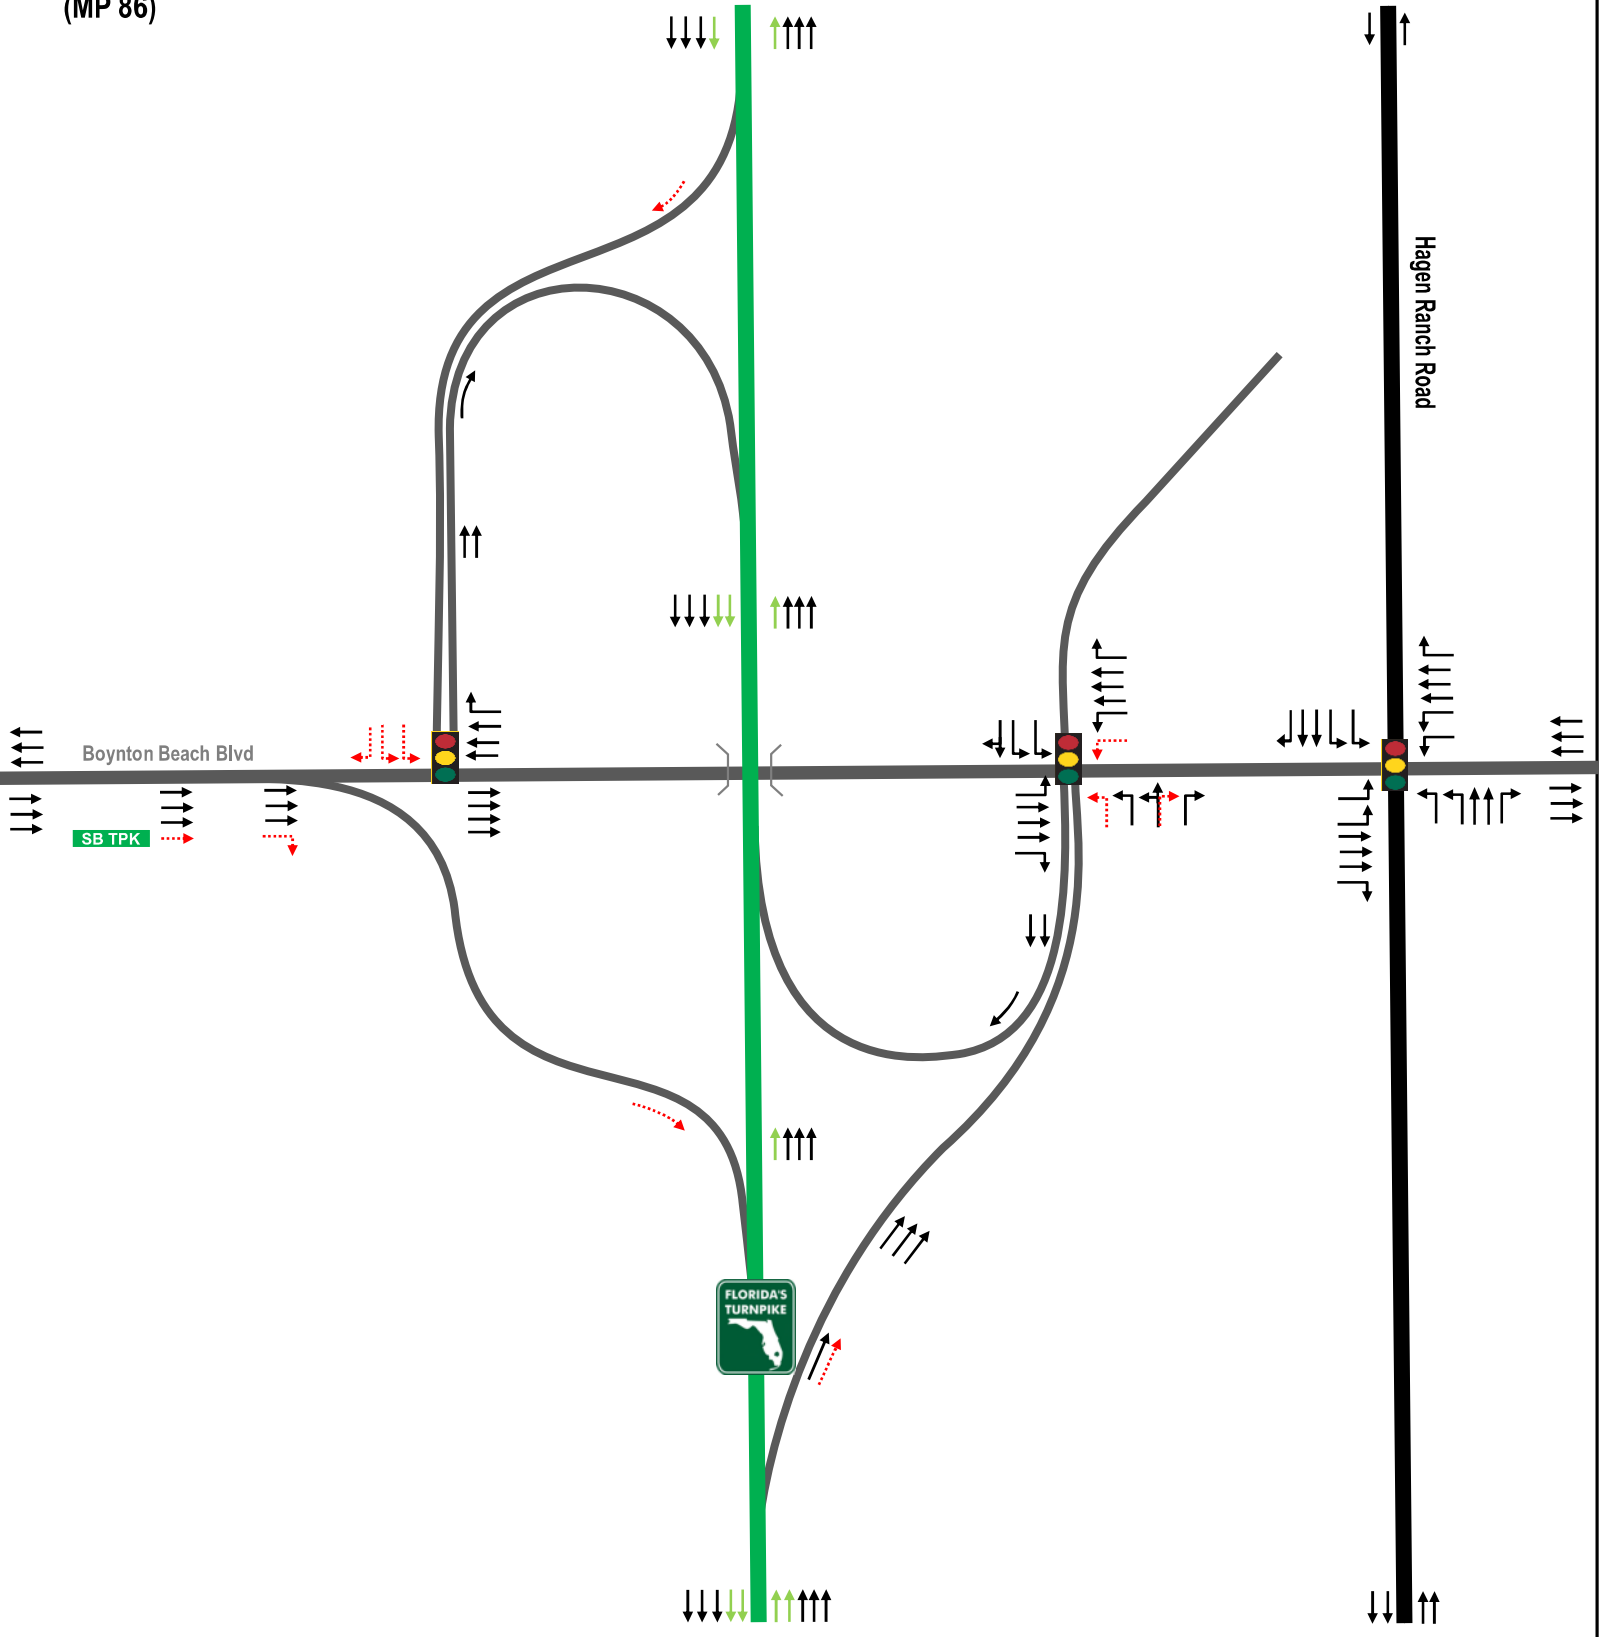 (MP 86)
Hagen Ranch Road
Boynton Beach Blvd
SB TPK
FLORIDA'S
TURNPIKE